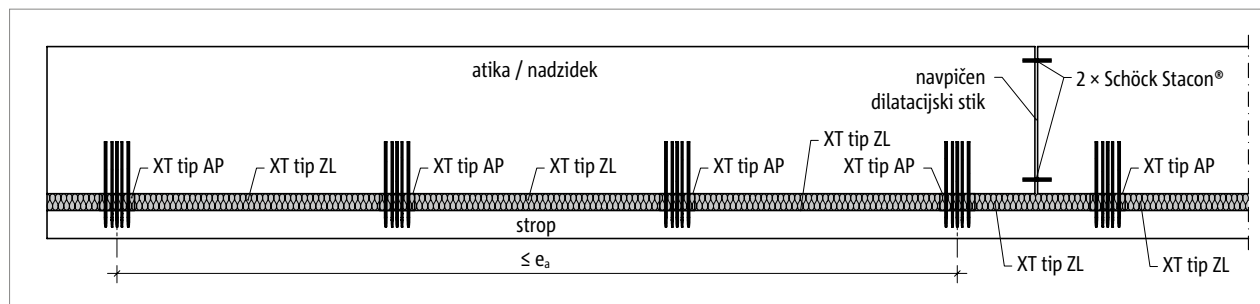 atika / nadzidek
navpičen
dilatacijski stik
2 × Schöck Stacon®
XT tip AP
XT tip ZL
XT tip AP
XT tip ZL
XT tip AP
XT tip ZL
XT tip AP
XT tip AP
strop
≤ eₐ
XT tip ZL
XT tip ZL